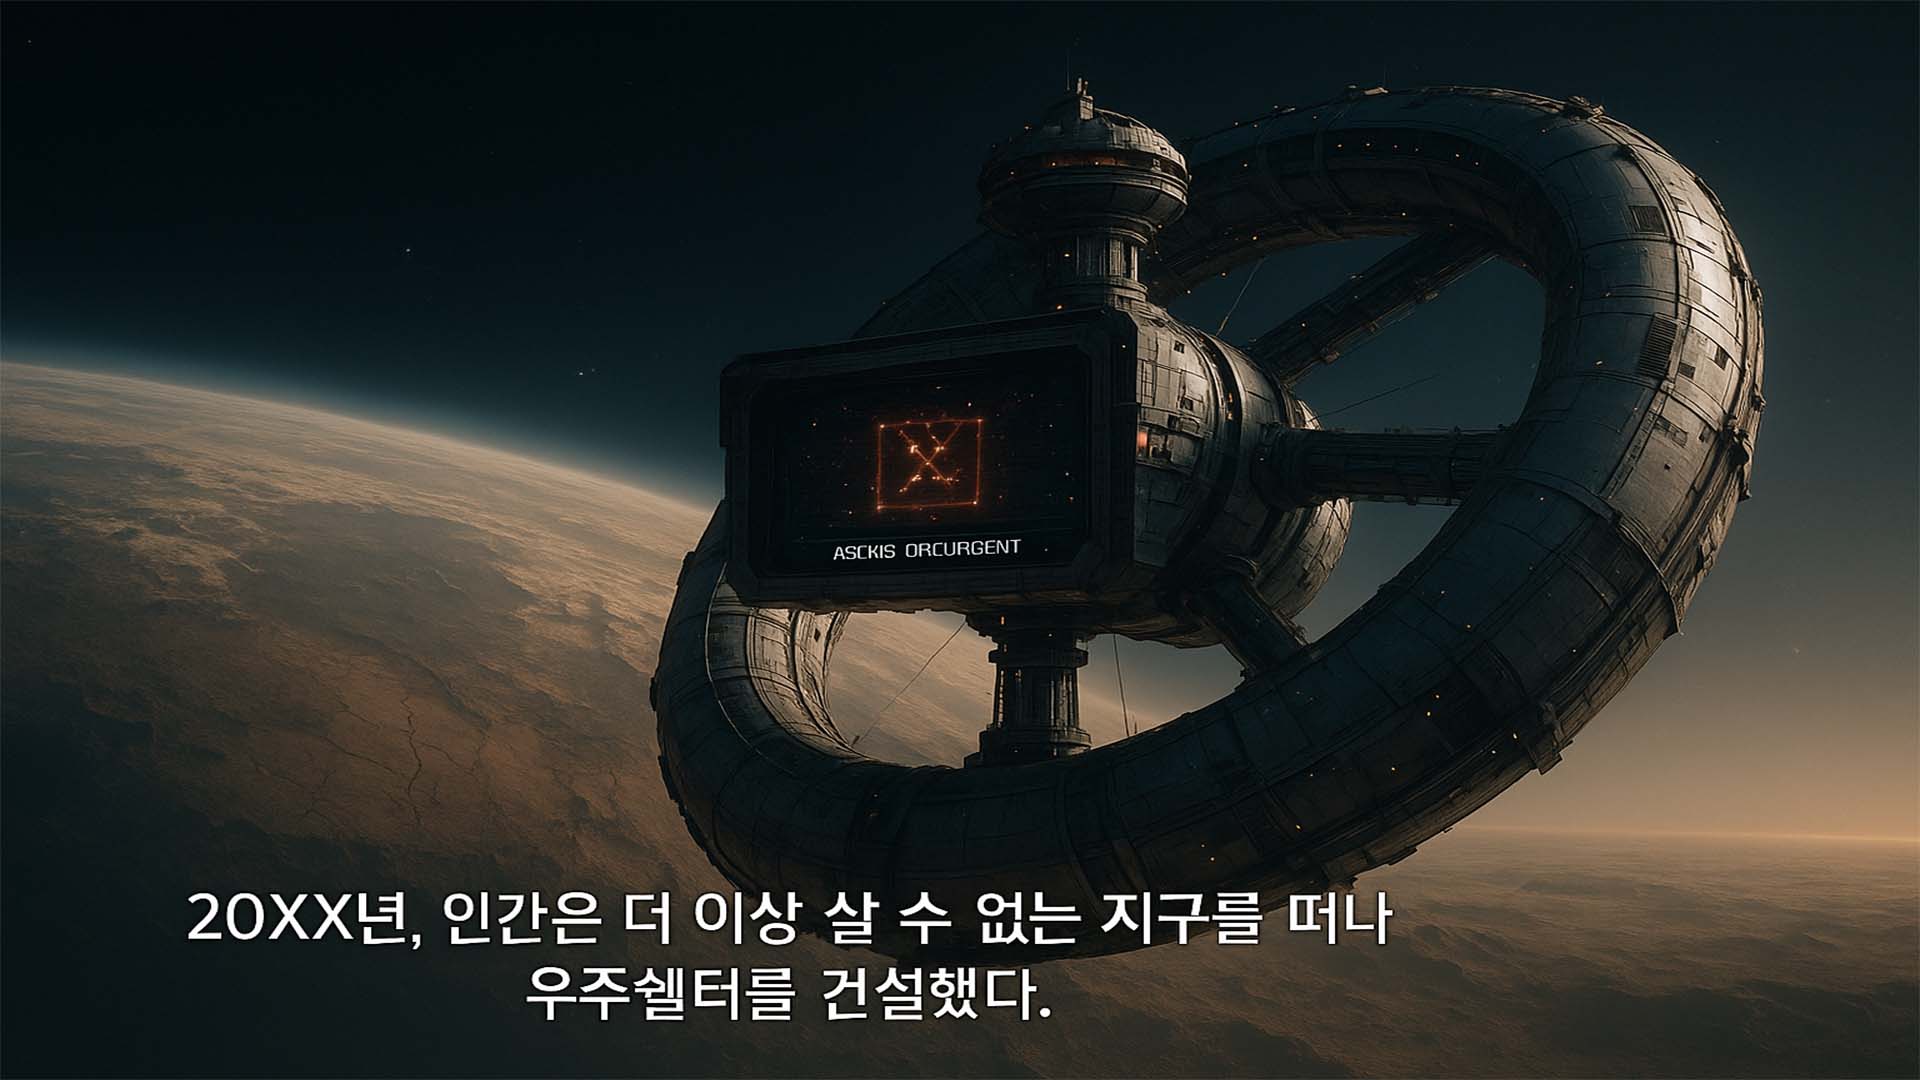 ASCKIS ORCURGENT
20XX년, 인간은 더 이상 살 수 없는 지구를 떠나
우주쉘터를 건설했다.